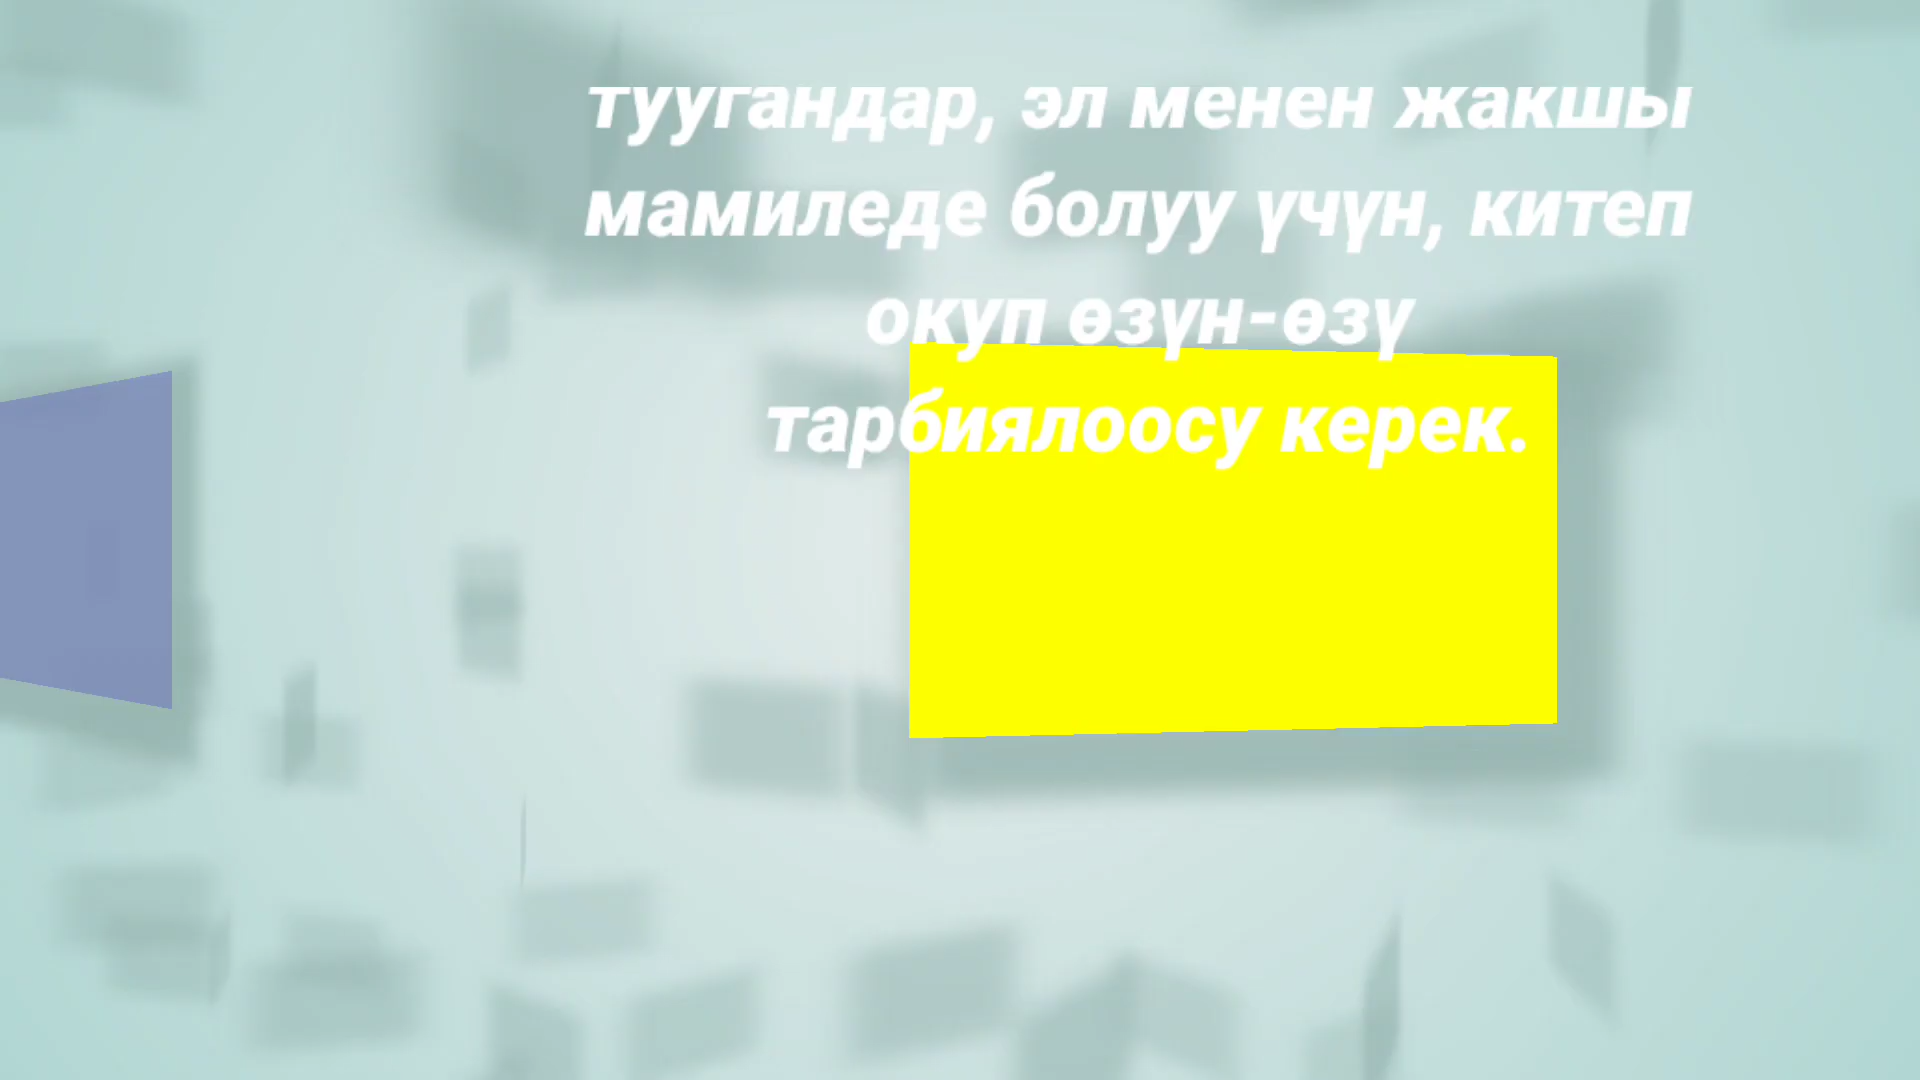 туугандар, эл менен жакшы
мамиледе болуу үчүн, китеп
окуп өзүн-өзү
тарбиялоосу керек.